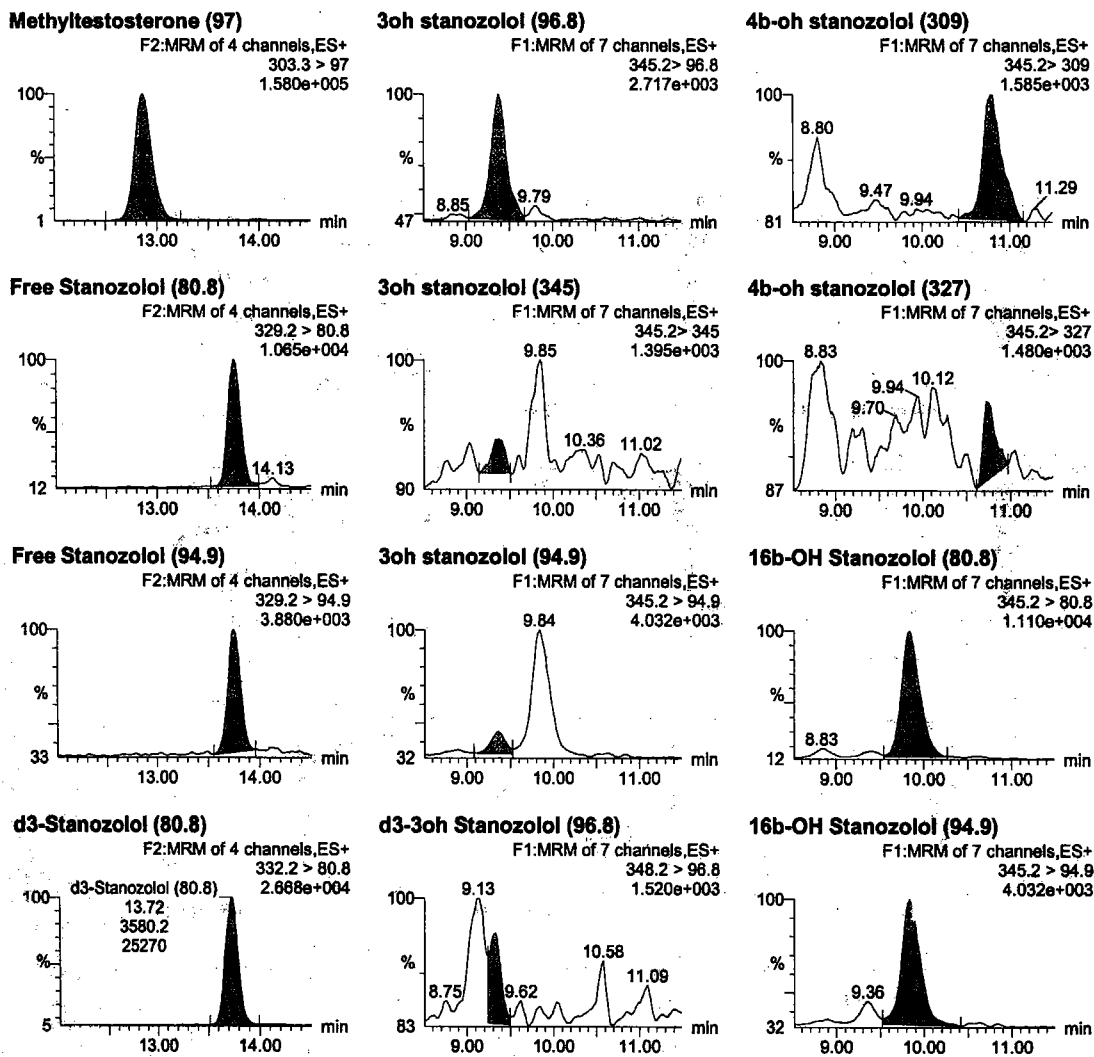 Methyltestosterone (97)
F2:MRM of 4 channels,ES+
303.3 > 97
1.580e+005
100
%
1
13.00 14.00 min
3oh stanozolol (96.8)
F1:MRM of 7 channels,ES+
345.2 > 96.8
2.717e+003
100
%
8.85 9.79
47
9.00 10.00 11.00 min
4b-oh stanozolol (309)
F1:MRM of 7 channels,ES+
345.2> 309
1.585e+003
100
8.80
%
9.47 9.94 11.29
81
9.00 10.00 11.00 min
Free Stanozolol (80.8)
F2:MRM of 4 channels,ES+
329.2 > 80.8
1.065e+004
100
%
14.13
12
13.00 14.00 min
3oh stanozolol (345)
F1:MRM of 7 channels,ES+
345.2> 345
1.395e+003
100
9.85
%
10.36 11.02
90
9.00 10.00 11.00 min
4b-oh stanozolol (327)
F1:MRM of 7 channels,ES+
345.2> 327
1.480e+003
100
8.83
9.94 10.12
9.70
%
87
9.00 10.00 11.00 min
Free Stanozolol (94.9)
F2:MRM of 4 channels,ES+
329.2 > 94.9
3.880e+003
100
%
33
13.00 14.00 min
3oh stanozolol (94.9)
F1:MRM of 7 channels,ES+
345.2 > 94.9
4.032e+003
100
9.84
%
32
9.00 10.00 11.00 min
16b-OH Stanozolol (80.8)
F1:MRM of 7 channels,ES+
345.2 > 80.8
1.110e+004
100
%
8.83
12
9.00 10.00 11.00 min
d3-Stanozolol (80.8)
F2:MRM of 4 channels,ES+
332.2 > 80.8
2.668e+004
100
d3-Stanozolol (80.8)
13.72
3580.2
25270
%
5
13.00 14.00 min
d3-3oh Stanozolol (96.8)
F1:MRM of 7 channels,ES+
348.2 > 96.8
1.520e+003
100
9.13
%
10.58
8.75 9.62 11.09
83
9.00 10.00 11.00 min
16b-OH Stanozolol (94.9)
F1:MRM of 7 channels,ES+
345.2 > 94.9
4.032e+003
100
%
9.36
32
9.00 10.00 11.00 min